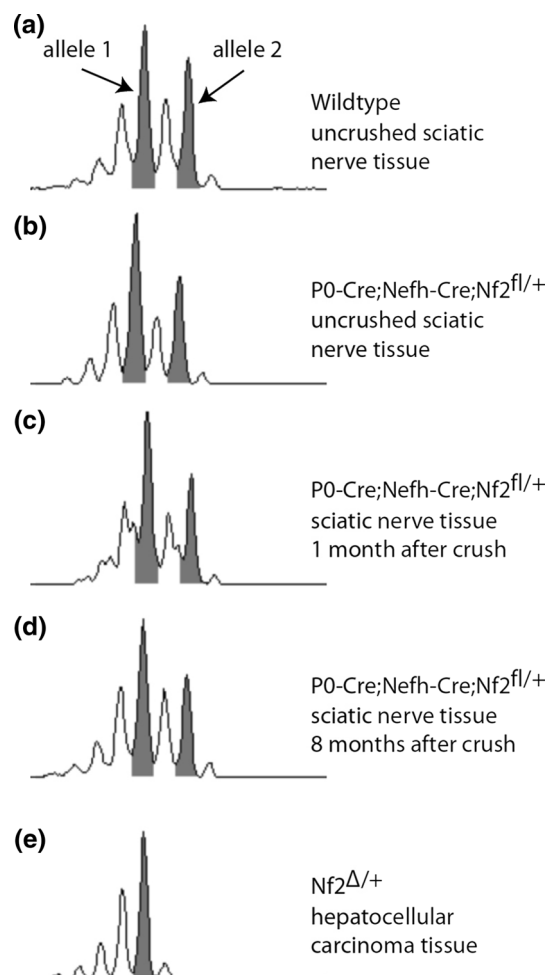 (a)
allele 1
allele 2
Wildtype
uncrushed sciatic
nerve tissue
(b)
P0-Cre;Nefh-Cre;Nf2fl/+
uncrushed sciatic
nerve tissue
(c)
P0-Cre;Nefh-Cre;Nf2fl/+
sciatic nerve tissue
1 month after crush
(d)
P0-Cre;Nefh-Cre;Nf2fl/+
sciatic nerve tissue
8 months after crush
(e)
Nf2Δ/+
hepatocellular
carcinoma tissue